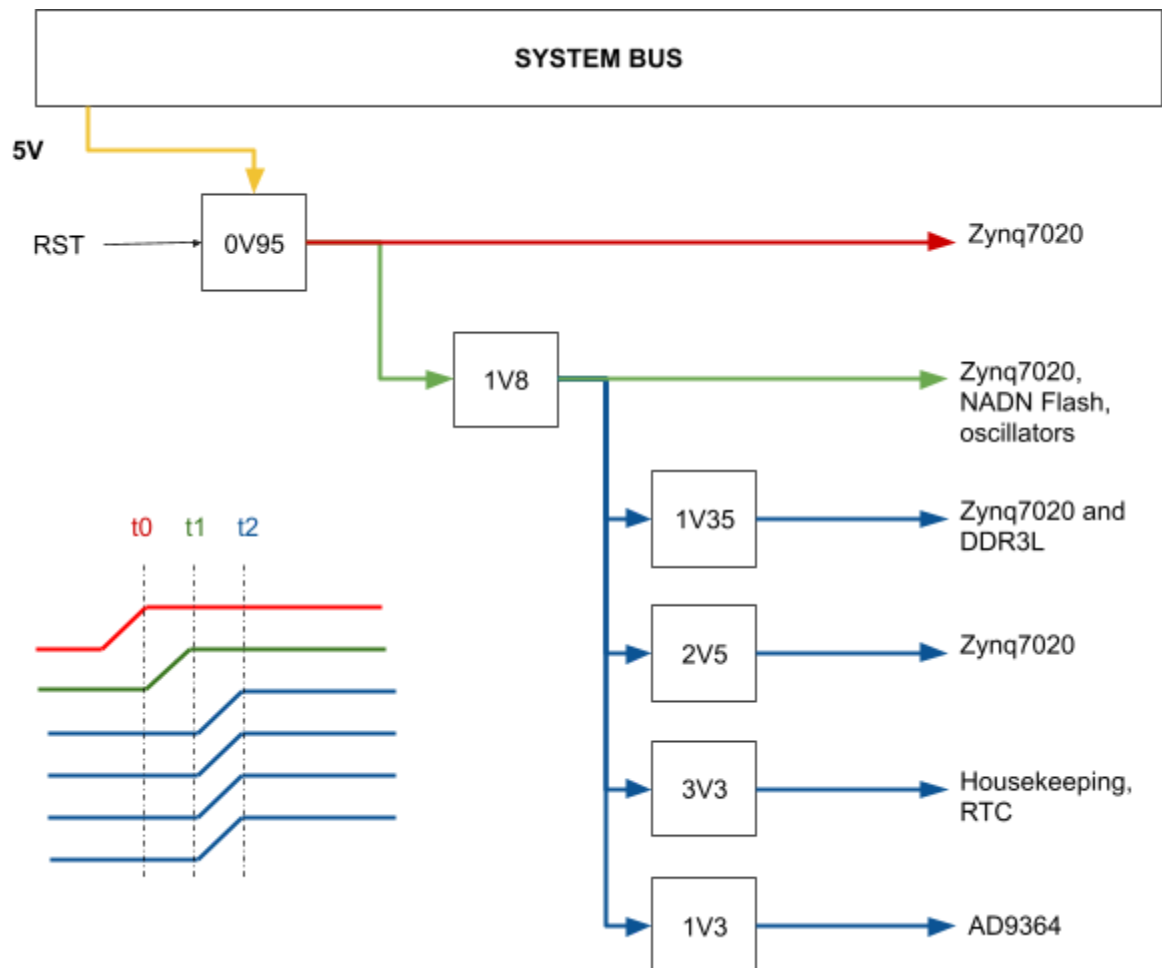 SYSTEM BUS
5V
RST
0V95
Zynq7020
1V8
Zynq7020,
NADN Flash,
oscillators
1V35
Zynq7020 and
DDR3L
t0
t1
t2
2V5
Zynq7020
3V3
Housekeeping,
RTC
1V3
AD9364